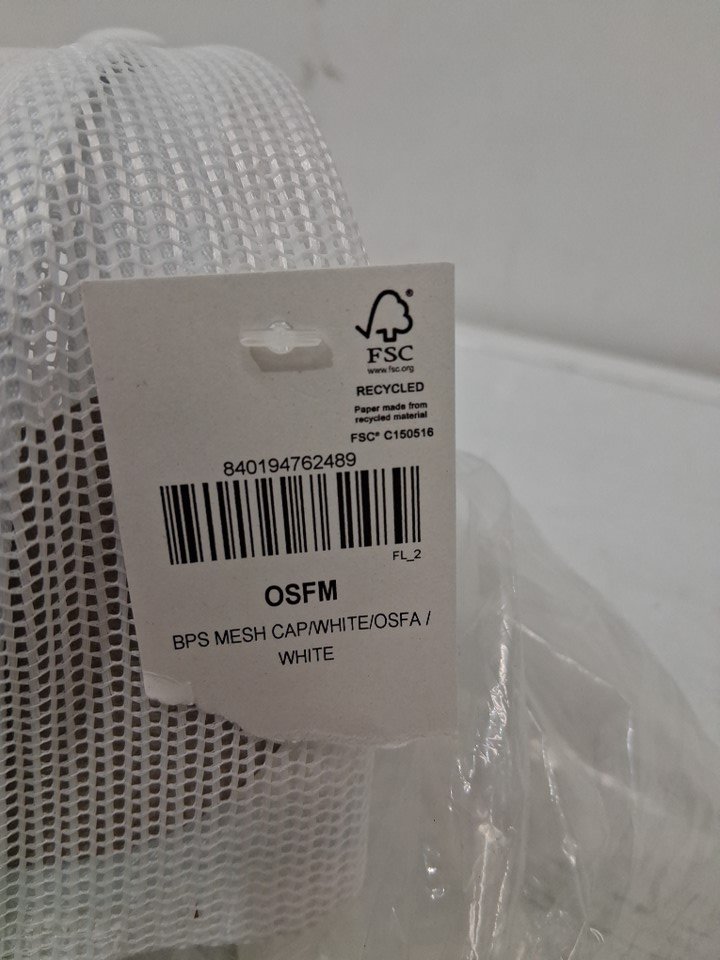 ®
FSC
www.fsc.org
RECYCLED
Paper made from
recycled material
FSC® C150516
840194762489
FL_2
OSFM
BPS MESH CAP/WHITE/OSFA /
WHITE